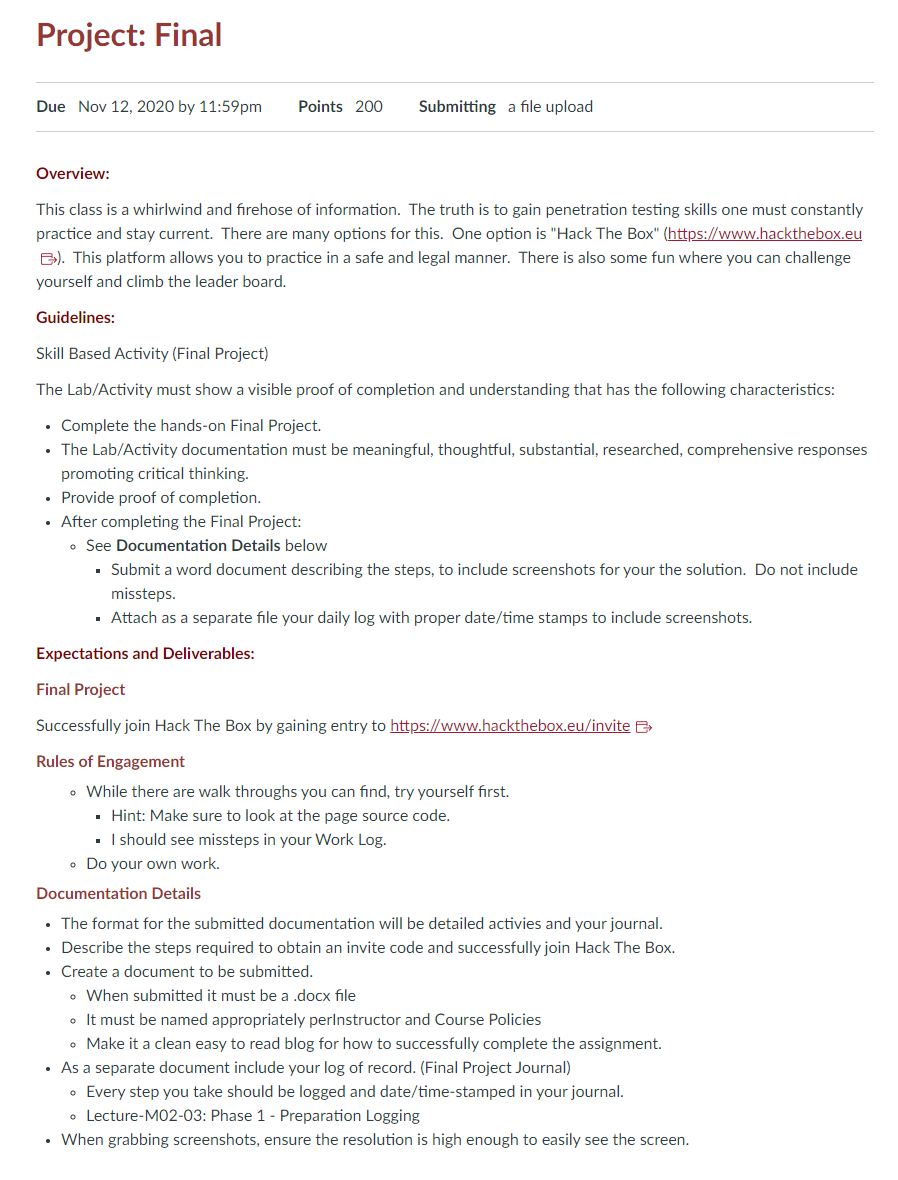 Project: Final
Due Nov 12, 2020 by 11:59pm Points 200 Submitting a file upload
Overview:
This class is a whirlwind and firehose of information. The truth is to gain penetration testing skills one must constantly
practice and stay current. There are many options for this. One option is "Hack The Box" (https://www.hackthebox.eu
). This platform allows you to practice in a safe and legal manner. There is also some fun where you can challenge
yourself and climb the leader board.
Guidelines:
Skill Based Activity (Final Project)
The Lab/Activity must show a visible proof of completion and understanding that has the following characteristics:
• Complete the hands-on Final Project.
• The Lab/Activity documentation must be meaningful, thoughtful, substantial, researched, comprehensive responses
promoting critical thinking.
• Provide proof of completion.
• After completing the Final Project:
◦ See Documentation Details below
▪ Submit a word document describing the steps, to include screenshots for your the solution. Do not include
missteps.
▪ Attach as a separate file your daily log with proper date/time stamps to include screenshots.
Expectations and Deliverables:
Final Project
Successfully join Hack The Box by gaining entry to https://www.hackthebox.eu/invite
Rules of Engagement
◦ While there are walk throughs you can find, try yourself first.
▪ Hint: Make sure to look at the page source code.
▪ I should see missteps in your Work Log.
◦ Do your own work.
Documentation Details
• The format for the submitted documentation will be detailed activies and your journal.
• Describe the steps required to obtain an invite code and successfully join Hack The Box.
• Create a document to be submitted.
◦ When submitted it must be a .docx file
◦ It must be named appropriately perInstructor and Course Policies
◦ Make it a clean easy to read blog for how to successfully complete the assignment.
• As a separate document include your log of record. (Final Project Journal)
◦ Every step you take should be logged and date/time-stamped in your journal.
◦ Lecture-M02-03: Phase 1 - Preparation Logging
• When grabbing screenshots, ensure the resolution is high enough to easily see the screen.